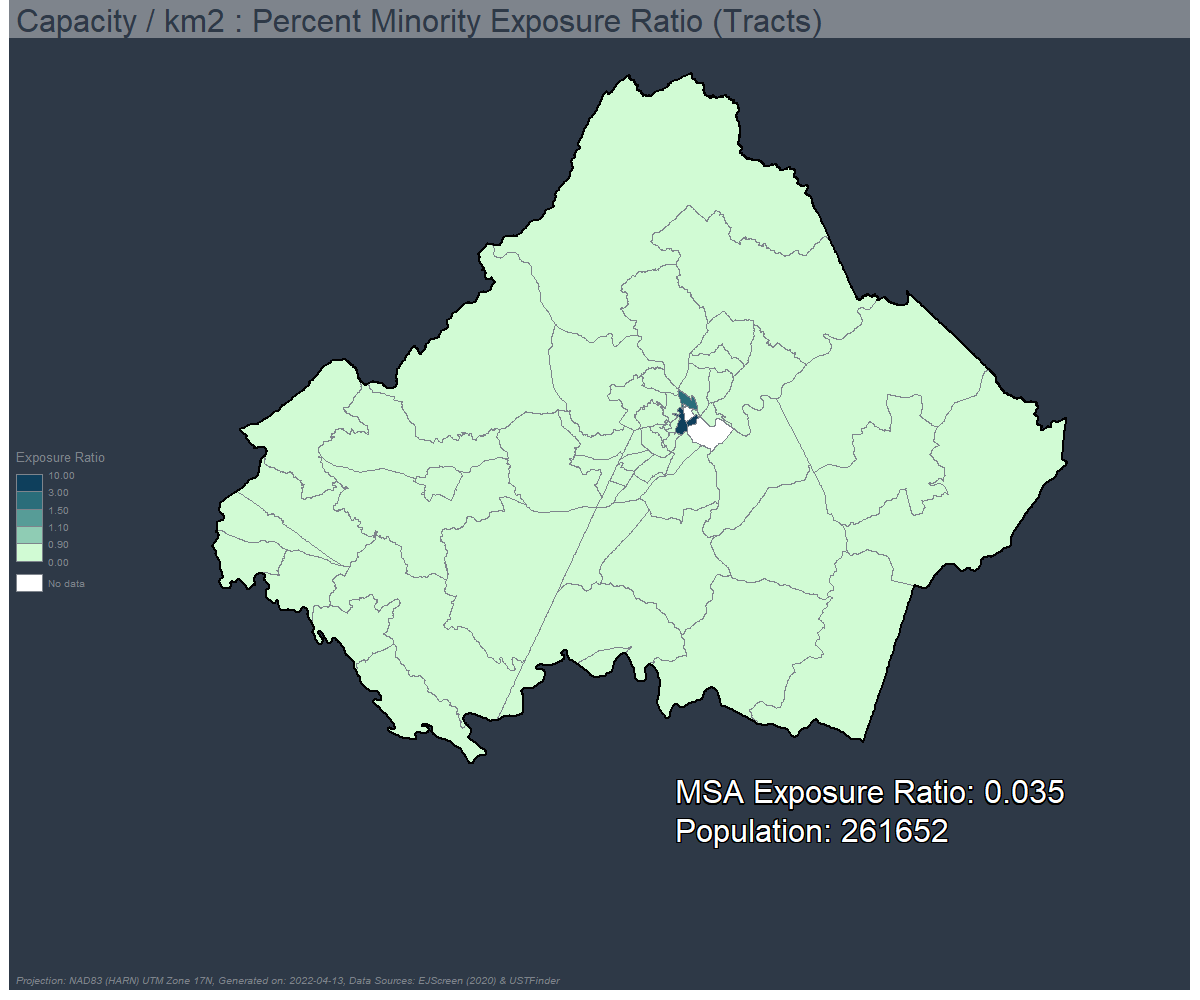 Capacity / km2 : Percent Minority Exposure Ratio (Tracts)
Exposure Ratio
10.00
3.00
1.50
1.10
0.90
0.00
No data
MSA Exposure Ratio: 0.035
Population: 261652
Projection: NAD83 (HARN) UTM Zone 17N, Generated on: 2022-04-13, Data Sources: EJScreen (2020) & USTFinder